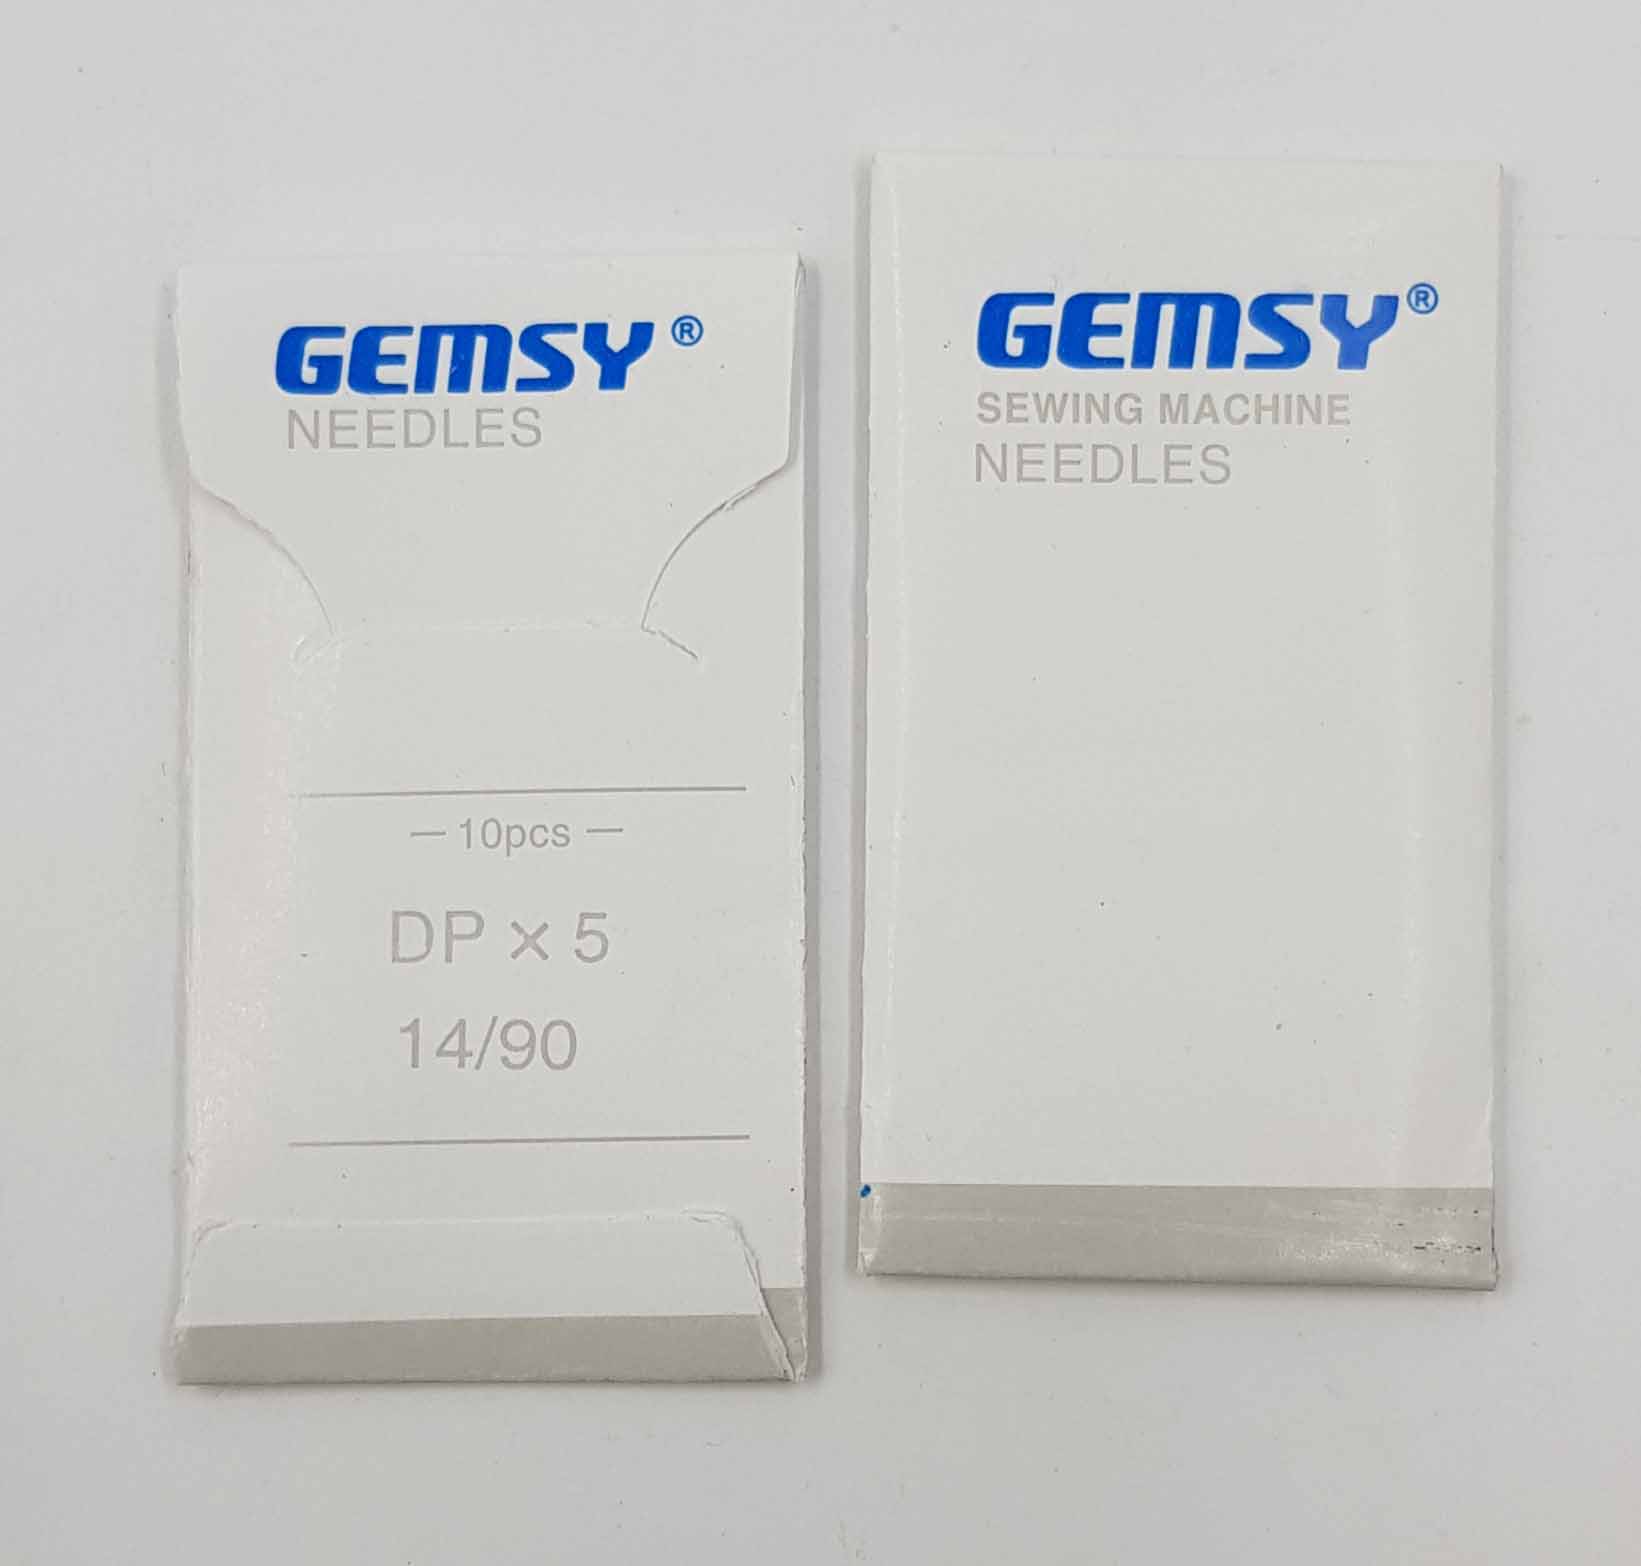 GEMSY®
NEEDLES
— 10pcs —
DP × 5
14/90
GEMSY®
SEWING MACHINE
NEEDLES